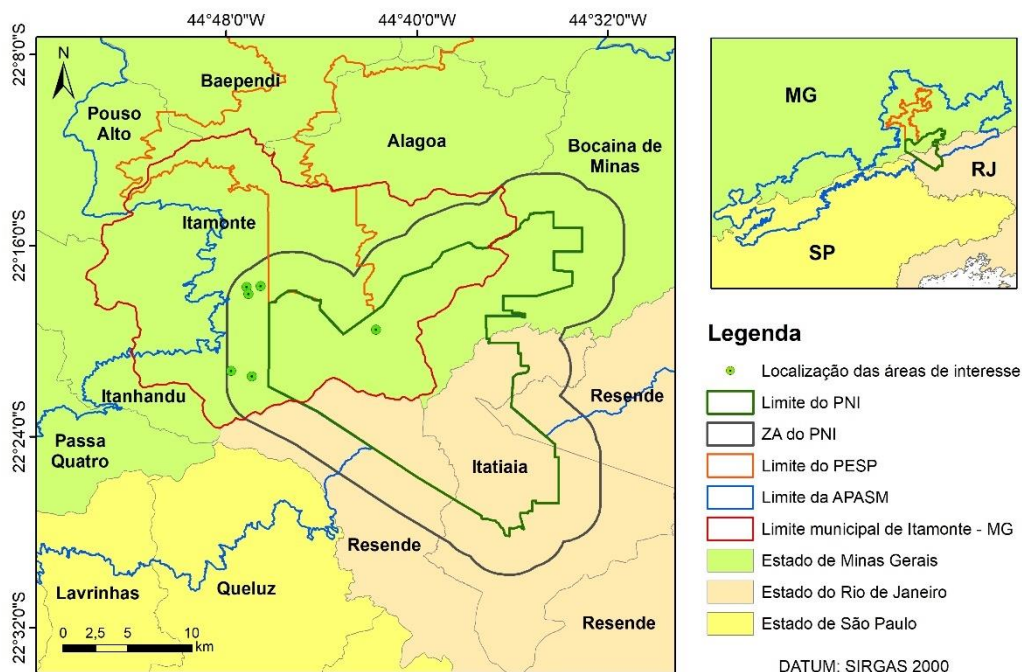 44°48'0"W
44°40'0"W
44°32'0"W
22°8'0"S
22°16'0"S
22°24'0"S
22°32'0"S
N
Baependi
Pouso
Alto
Alagoa
Bocaina de
Minas
Itamonte
Itanhandu
Passa
Quatro
Resende
Itatiaia
Resende
Lavrinhas
Queluz
Resende
0 2,5 5 10
km
MG
RJ
SP
Legenda
Localização das áreas de interesse
Limite do PNI
ZA do PNI
Limite do PESP
Limite da APASM
Limite municipal de Itamonte - MG
Estado de Minas Gerais
Estado do Rio de Janeiro
Estado de São Paulo
DATUM: SIRGAS 2000